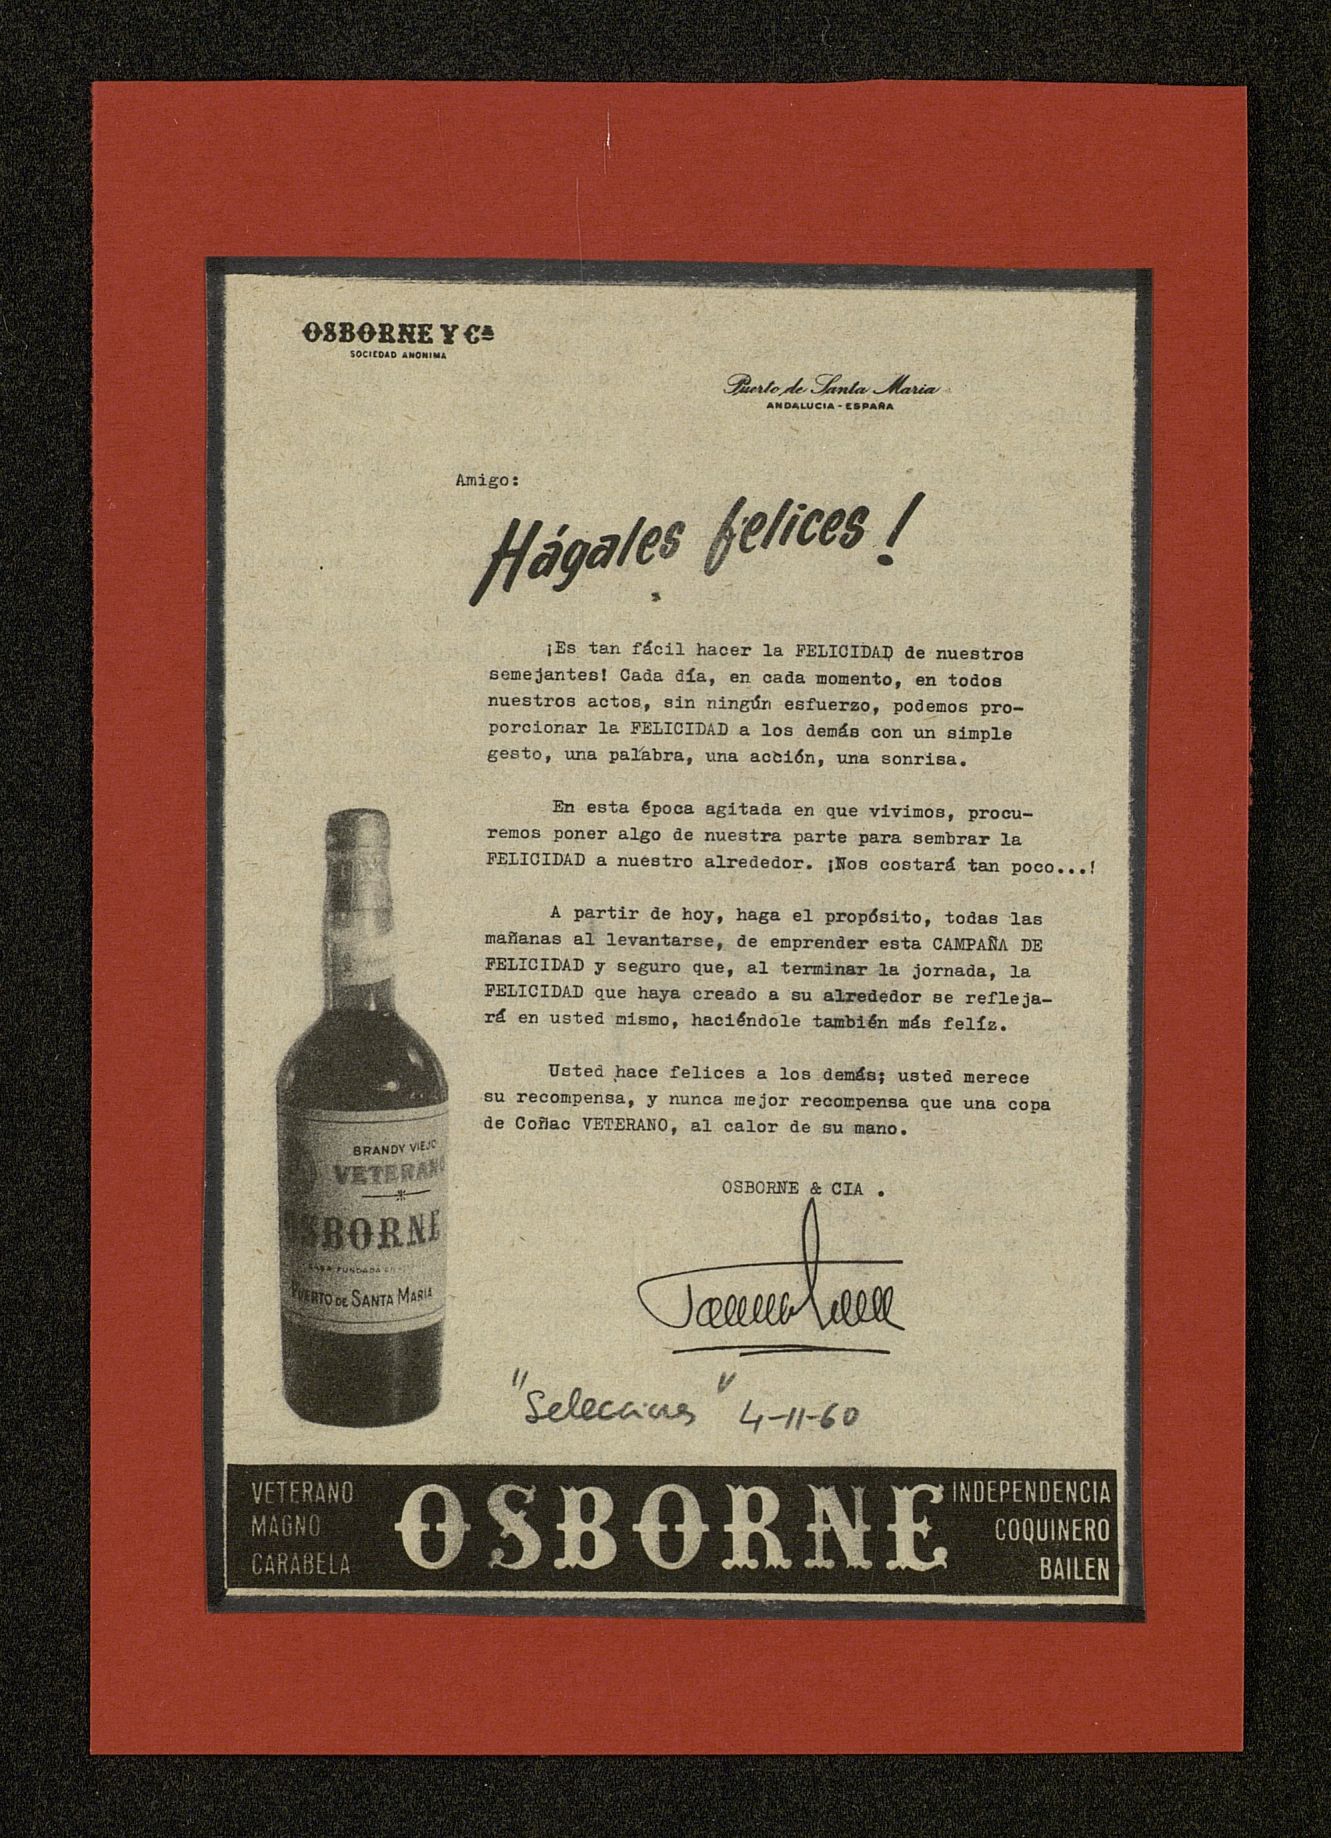 OSBORNE Y Cª
SOCIEDAD ANONIMA
Puerto de Santa Maria
ANDALUCIA - ESPAÑA
Amigo:
Hágales felices!
¡Es tan fácil hacer la FELICIDAD de nuestros
semejantes! Cada día, en cada momento, en todos
nuestros actos, sin ningún esfuerzo, podemos pro-
porcionar la FELICIDAD a los demás con un simple
gesto, una palabra, una acción, una sonrisa.
En esta época agitada en que vivimos, procu-
remos poner algo de nuestra parte para sembrar la
FELICIDAD a nuestro alrededor. ¡Nos costará tan poco...!
A partir de hoy, haga el propósito, todas las
mañanas al levantarse, de emprender esta CAMPAÑA DE
FELICIDAD y seguro que, al terminar la jornada, la
FELICIDAD que haya creado a su alrededor se refleja-
rá en usted mismo, haciéndole también más felíz.
Usted hace felices a los demás; usted merece
su recompensa, y nunca mejor recompensa que una copa
de Coñac VETERANO, al calor de su mano.
OSBORNE & CIA .
BRANDY VIEJO
VETERANO
OSBORNE
CASA FUNDADA EN
PUERTO DE SANTA MARIA
"Selecciones" 4-11-60
VETERANO
MAGNO
CARABELA
OSBORNE
INDEPENDENCIA
COQUINERO
BAILEN